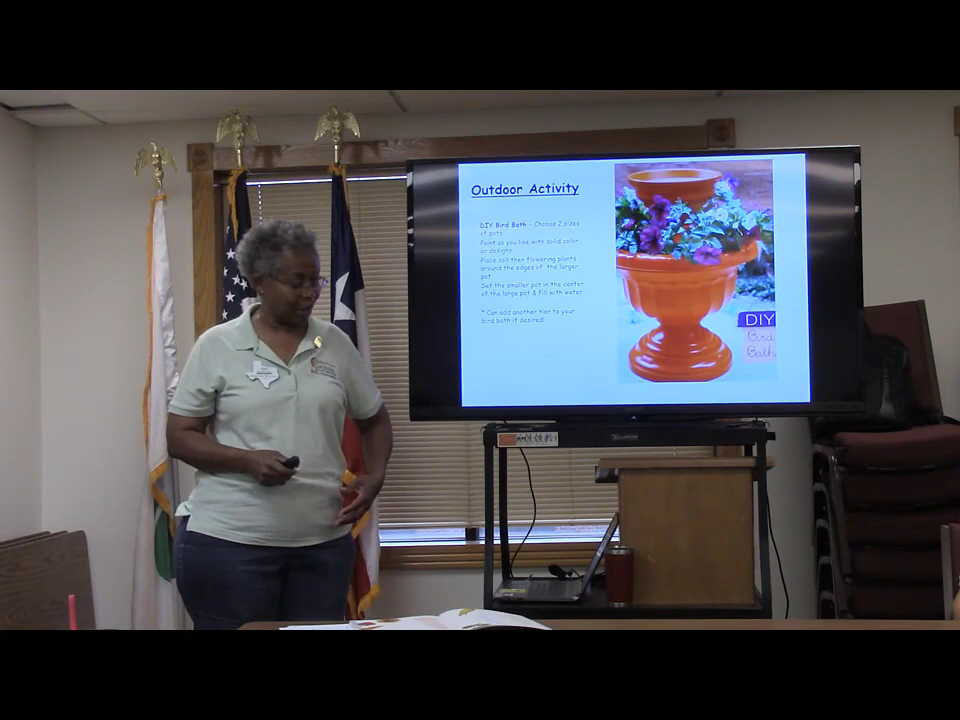 Outdoor Activity
DIY Bird Bath - Choose 2 sizes
of pots.
Paint as you like with solid color
or designs
Place soil then flowering plants
around the edges of the larger
pot.
Set the smaller pot in the center
of the large pot & fill with water.
* Can add another tier to your
bird bath if desired!
DIY
Bird
Bath